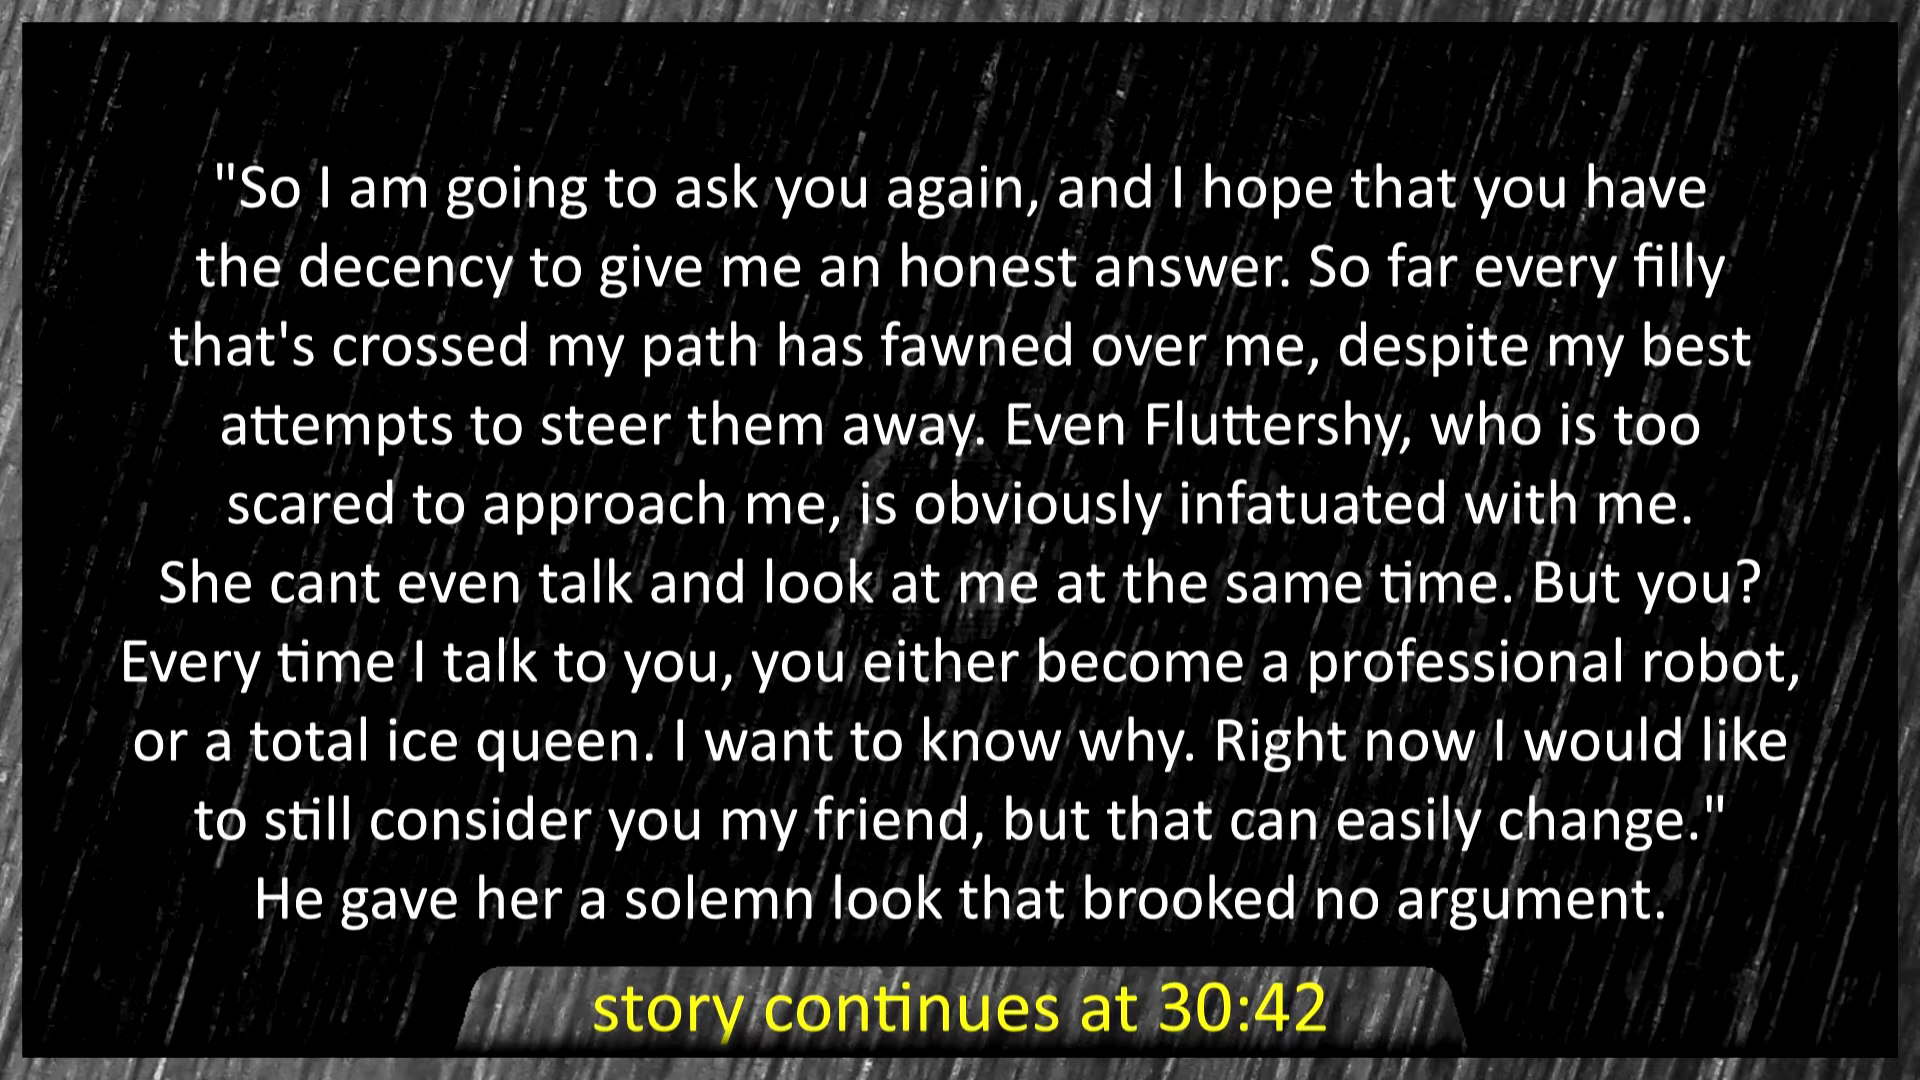 "So I am going to ask you again, and I hope that you have
the decency to give me an honest answer. So far every filly
that's crossed my path has fawned over me, despite my best
attempts to steer them away. Even Fluttershy, who is too
scared to approach me, is obviously infatuated with me.
She cant even talk and look at me at the same time. But you?
Every time I talk to you, you either become a professional robot,
or a total ice queen. I want to know why. Right now I would like
to still consider you my friend, but that can easily change."
He gave her a solemn look that brooked no argument.
story continues at 30:42